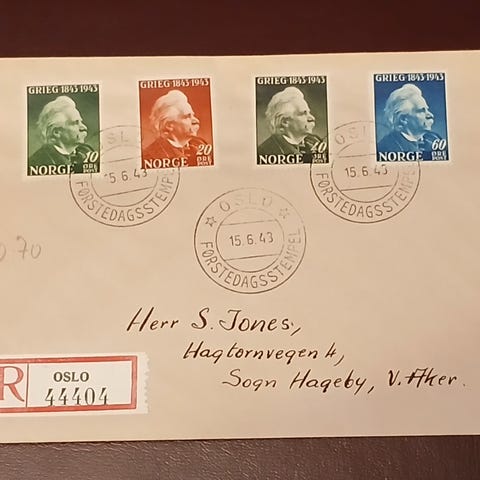 GRIEG 1843 1943
10 ØRE
NORGE POST
GRIEG 1843 1943
20 ØRE
NORGE POST
GRIEG 1843 1943
40 ØRE
NORGE POST
GRIEG 1843 1943
60 ØRE
NORGE POST
OSLO
15.6.43
FØRSTEDAGSSTEMPEL
OSLO
15.6.43
FØRSTEDAGSSTEMPEL
OSLO
15.6.43
FØRSTEDAGSSTEMPEL
70
Herr S. Jones,
Hagtornvegen 4,
Sogn Hageby, V. Aker.
R OSLO
44404